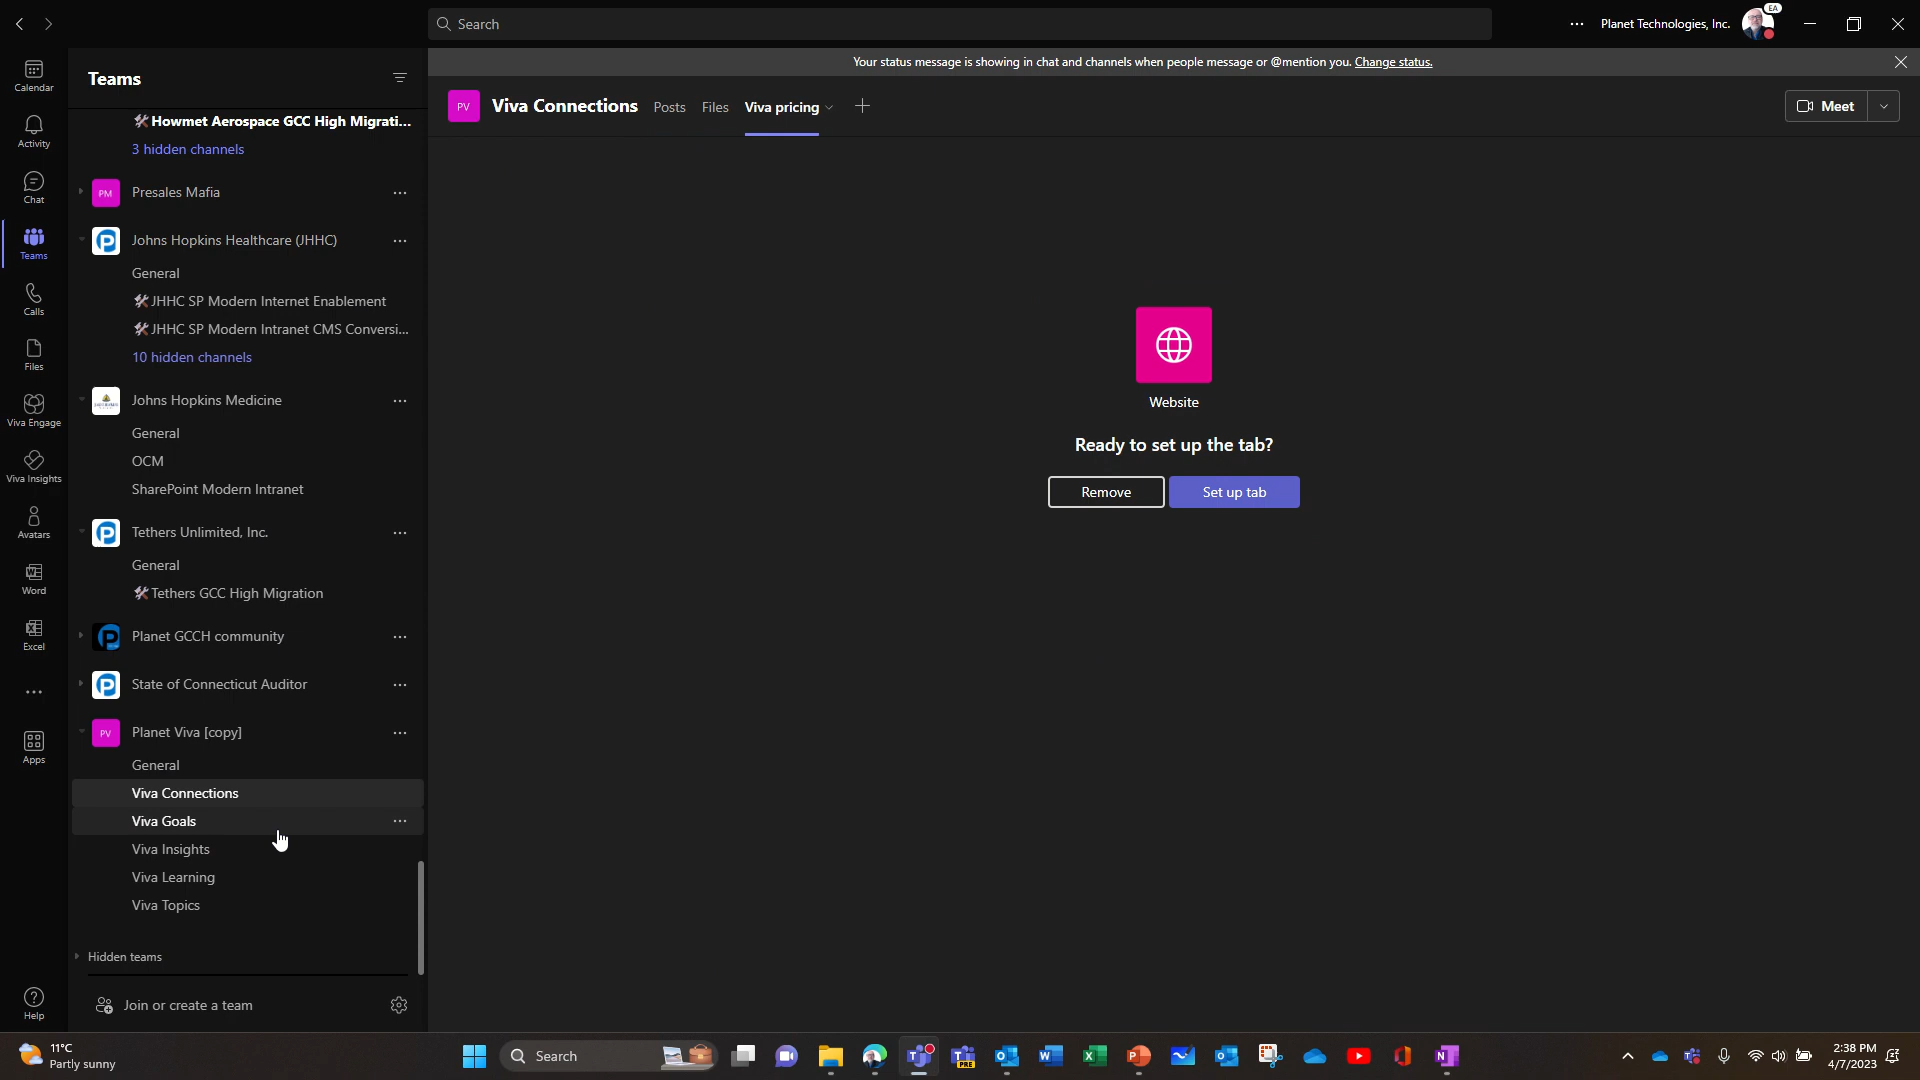 Search
Planet Technologies, Inc.
EA
Your status message is showing in chat and channels when people message or @mention you. Change status.
Calendar
Activity
Chat
Teams
Calls
Files
Viva Engage
Viva Insights
Avatars
Word
Excel
Apps
Help
Teams
Howmet Aerospace GCC High Migrati...
3 hidden channels
PM
Presales Mafia
Johns Hopkins Healthcare (JHHC)
General
JHHC SP Modern Internet Enablement
JHHC SP Modern Intranet CMS Conversi...
10 hidden channels
Johns Hopkins Medicine
General
OCM
SharePoint Modern Intranet
Tethers Unlimited, Inc.
General
Tethers GCC High Migration
Planet GCCH community
State of Connecticut Auditor
PV
Planet Viva [copy]
General
Viva Connections
Viva Goals
Viva Insights
Viva Learning
Viva Topics
Hidden teams
Join or create a team
PV
Viva Connections
Posts
Files
Viva pricing
Meet
Website
Ready to set up the tab?
Remove
Set up tab
11°C
Partly sunny
Search
PRE
2:38 PM
4/7/2023